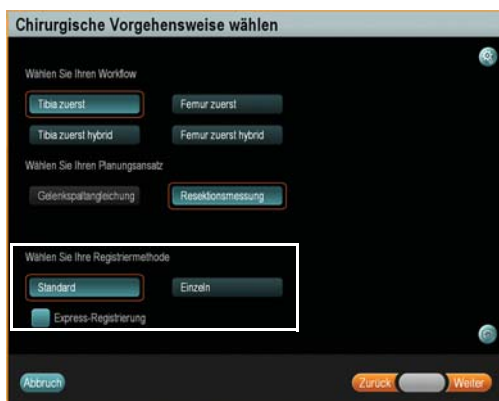 Chirurgische Vorgehensweise wählen
Wählen Sie Ihren Workflow
Tibia zuerst Femur zuerst
Tibia zuerst hybrid Femur zuerst hybrid
Wählen Sie Ihren Planungsansatz
Gelenkspaltangleichung Resektionsmessung
Wählen Sie Ihre Registriermethode
Standard Einzeln
Express-Registrierung
Abbruch Zurück Weiter